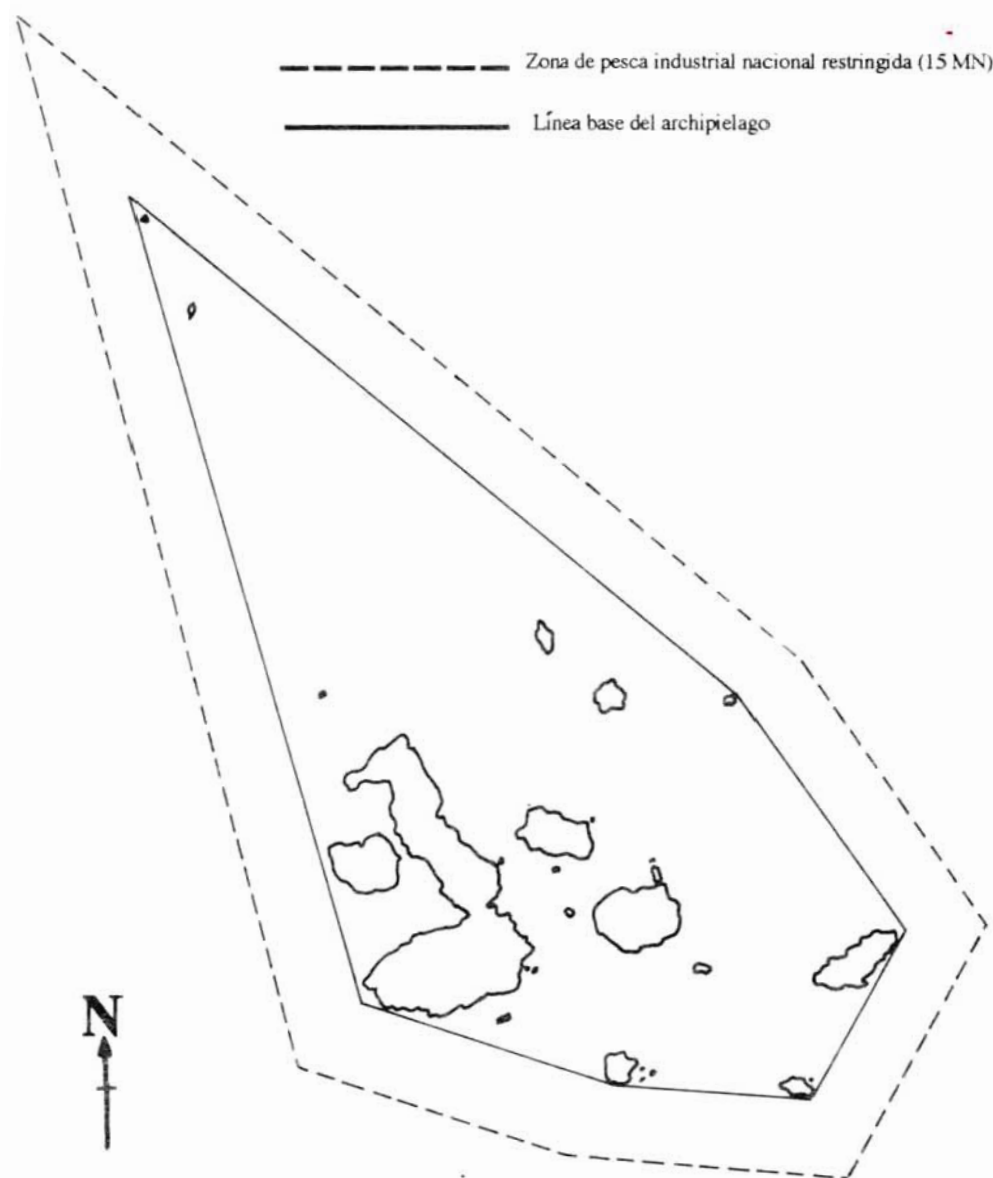 Zona de pesca industrial nacional restringida (15 MN)
Línea base del archipielago
N